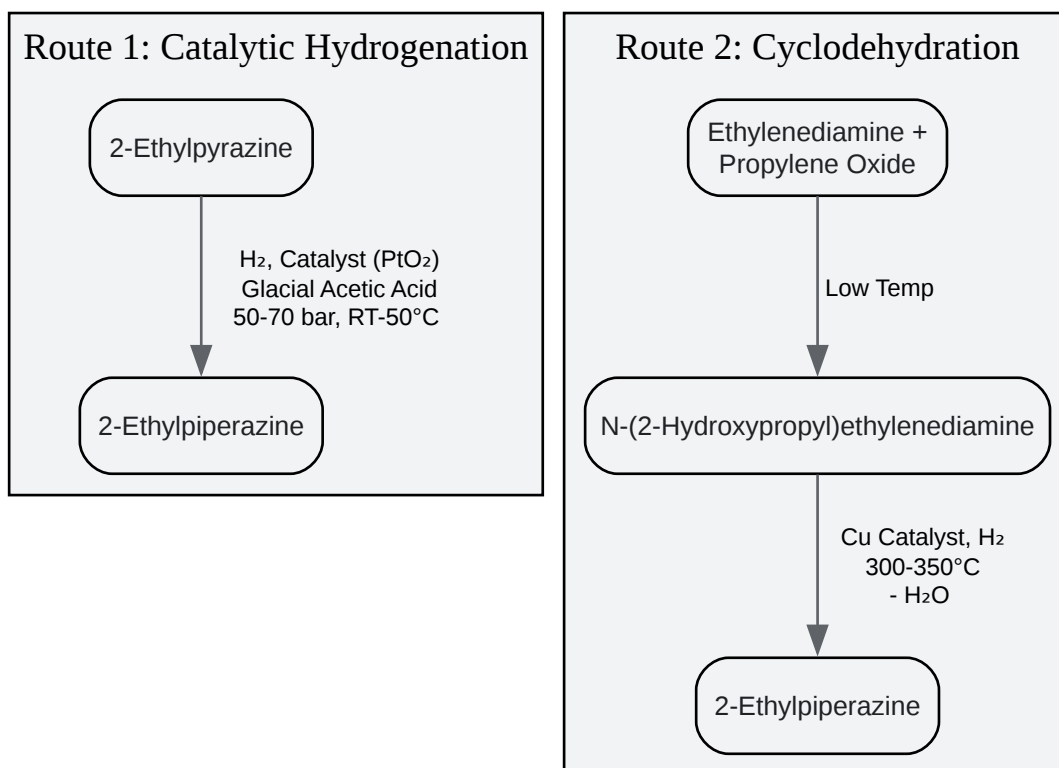 Route 1: Catalytic Hydrogenation
2-Ethylpyrazine
H₂, Catalyst (PtO₂)
Glacial Acetic Acid
50-70 bar, RT-50°C
2-Ethylpiperazine
Route 2: Cyclodehydration
Ethylenediamine +
Propylene Oxide
Low Temp
N-(2-Hydroxypropyl)ethylenediamine
Cu Catalyst, H₂
300-350°C
- H₂O
2-Ethylpiperazine